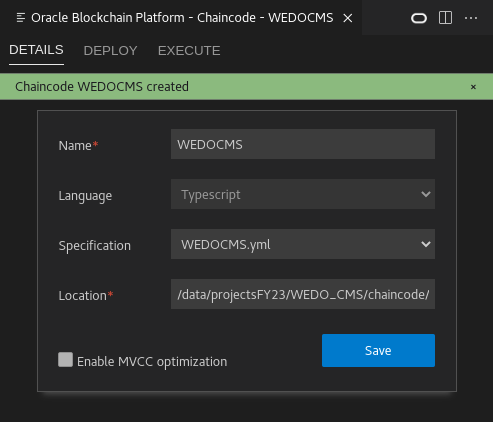 Oracle Blockchain Platform - Chaincode - WEDOCMS
DETAILS DEPLOY EXECUTE
Chaincode WEDOCMS created
Name* WEDOCMS
Language Typescript
Specification WEDOCMS.yml
Location* /data/projectsFY23/WEDO_CMS/chaincode/
Enable MVCC optimization Save